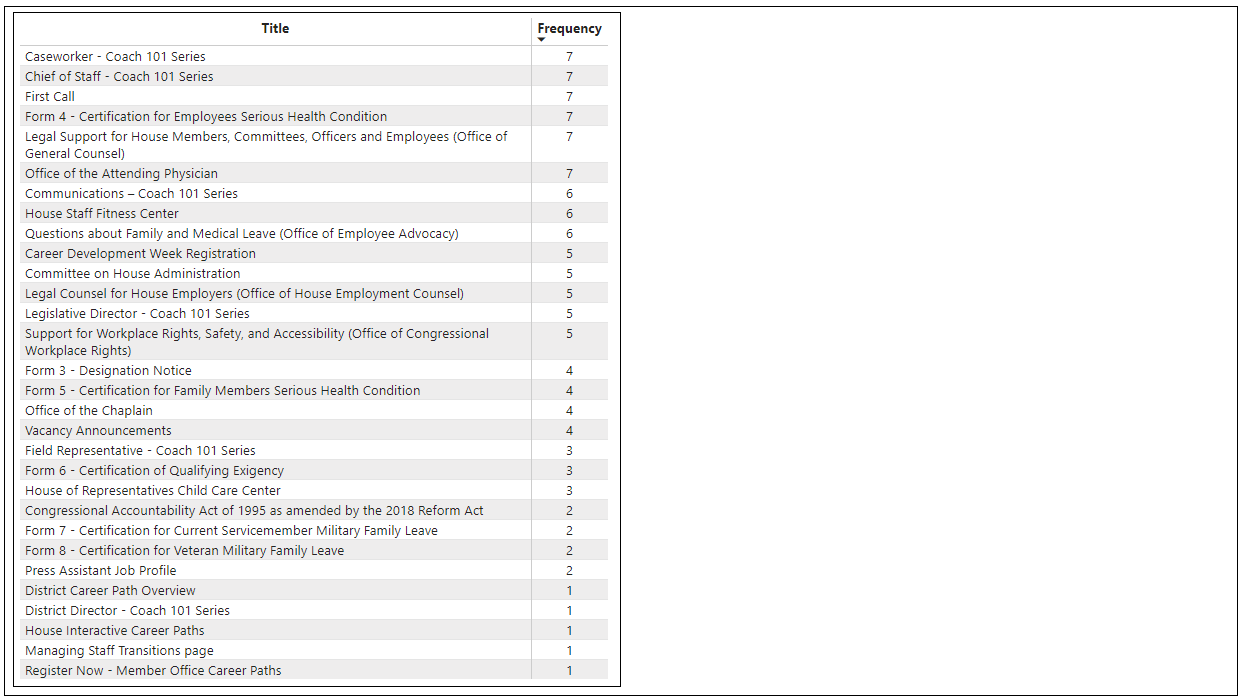 Title Frequency
Caseworker - Coach 101 Series 7
Chief of Staff - Coach 101 Series 7
First Call 7
Form 4 - Certification for Employees Serious Health Condition 7
Legal Support for House Members, Committees, Officers and Employees (Office of 7
General Counsel)
Office of the Attending Physician 7
Communications – Coach 101 Series 6
House Staff Fitness Center 6
Questions about Family and Medical Leave (Office of Employee Advocacy) 6
Career Development Week Registration 5
Committee on House Administration 5
Legal Counsel for House Employers (Office of House Employment Counsel) 5
Legislative Director - Coach 101 Series 5
Support for Workplace Rights, Safety, and Accessibility (Office of Congressional 5
Workplace Rights)
Form 3 - Designation Notice 4
Form 5 - Certification for Family Members Serious Health Condition 4
Office of the Chaplain 4
Vacancy Announcements 4
Field Representative - Coach 101 Series 3
Form 6 - Certification of Qualifying Exigency 3
House of Representatives Child Care Center 3
Congressional Accountability Act of 1995 as amended by the 2018 Reform Act 2
Form 7 - Certification for Current Servicemember Military Family Leave 2
Form 8 - Certification for Veteran Military Family Leave 2
Press Assistant Job Profile 2
District Career Path Overview 1
District Director - Coach 101 Series 1
House Interactive Career Paths 1
Managing Staff Transitions page 1
Register Now - Member Office Career Paths 1